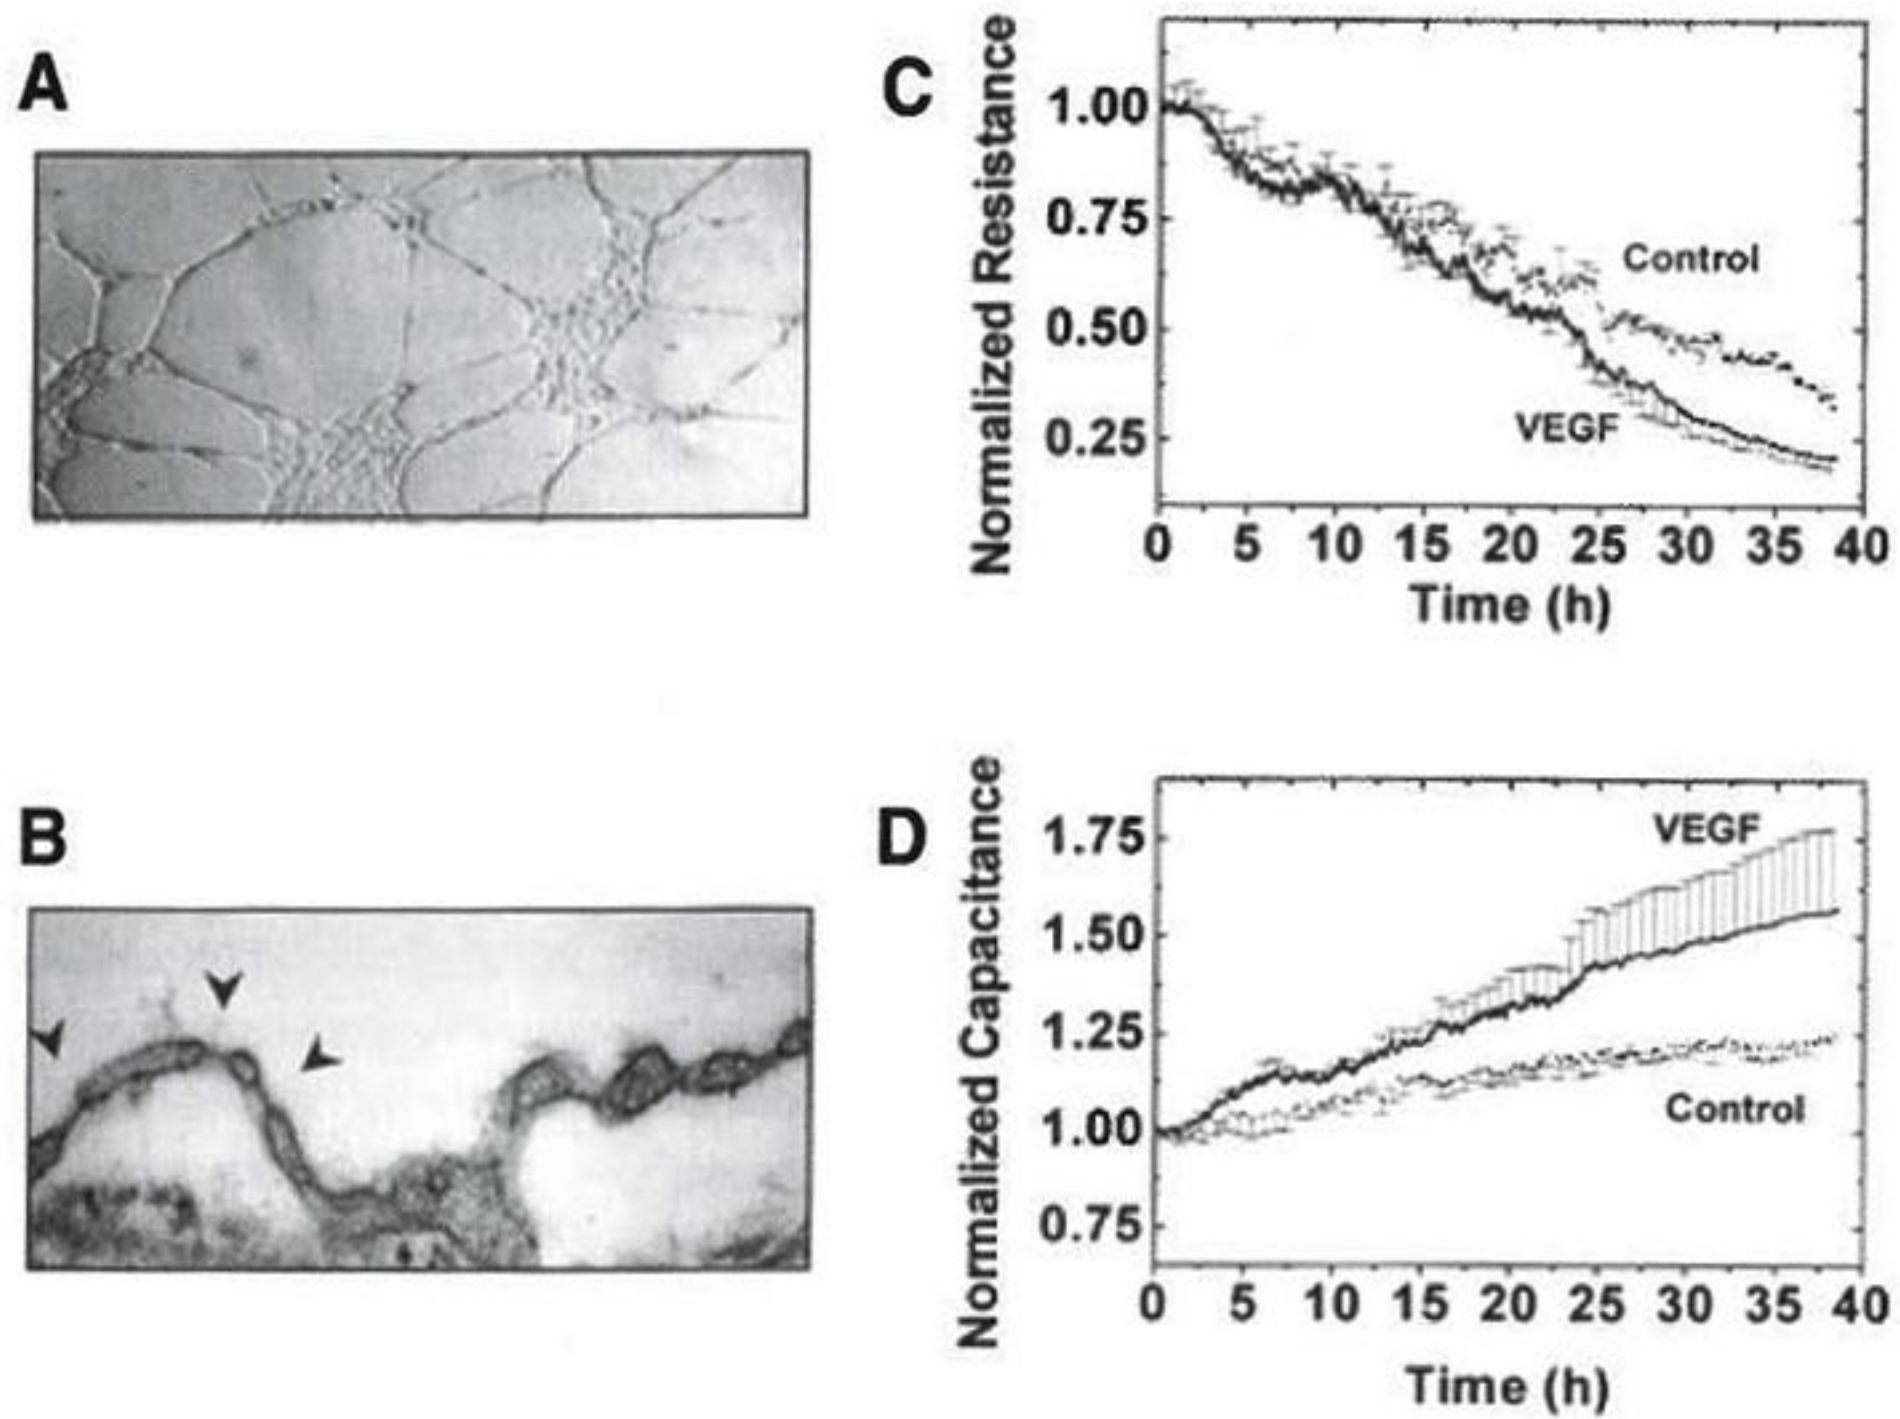 A
B
C
Normalized Resistance
1.00
0.75
0.50
0.25
Control
VEGF
0 5 10 15 20 25 30 35 40
Time (h)
D
Normalized Capacitance
1.75
1.50
1.25
1.00
0.75
VEGF
Control
0 5 10 15 20 25 30 35 40
Time (h)